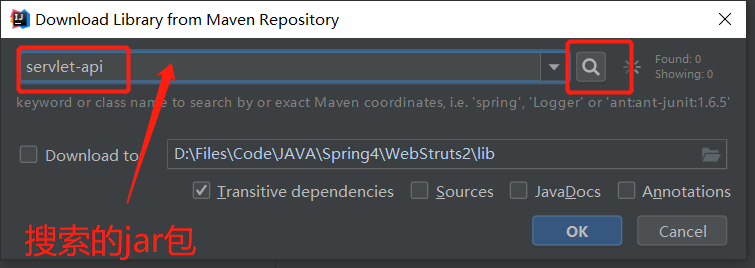 Download Library from Maven Repository
servlet-api
Found: 0
Showing: 0
keyword or class name to search by or exact Maven coordinates, i.e. 'spring', 'Logger' or 'ant:ant-junit:1.6.5'
Download to
D:\Files\Code\JAVA\Spring4\WebStruts2\lib
Transitive dependencies
Sources
JavaDocs
Annotations
搜索的jar包
OK
Cancel